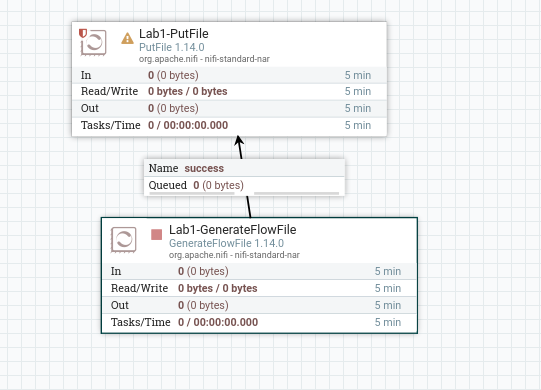 Lab1-PutFile
PutFile 1.14.0
org.apache.nifi - nifi-standard-nar
In 0 (0 bytes) 5 min
Read/Write 0 bytes / 0 bytes 5 min
Out 0 (0 bytes) 5 min
Tasks/Time 0 / 00:00:00.000 5 min
Name success
Queued 0 (0 bytes)
Lab1-GenerateFlowFile
GenerateFlowFile 1.14.0
org.apache.nifi - nifi-standard-nar
In 0 (0 bytes) 5 min
Read/Write 0 bytes / 0 bytes 5 min
Out 0 (0 bytes) 5 min
Tasks/Time 0 / 00:00:00.000 5 min